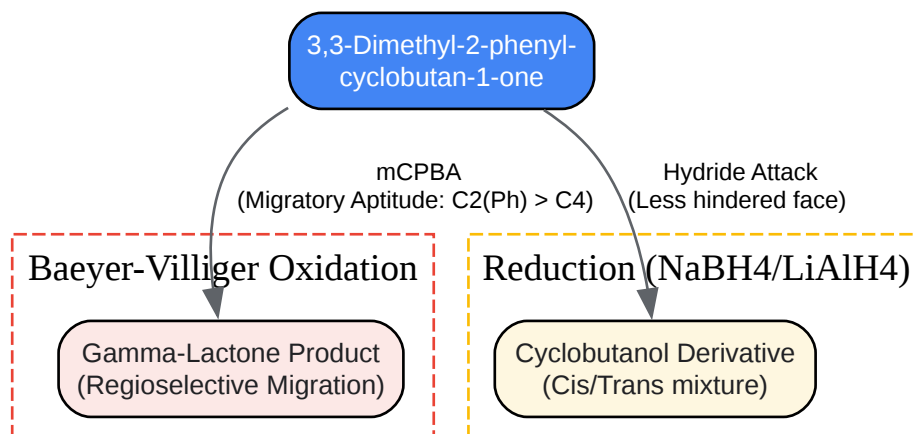 3,3-Dimethyl-2-phenyl-
cyclobutan-1-one
mCPBA
(Migratory Aptitude: C2(Ph) > C4)
Hydride Attack
(Less hindered face)
Baeyer-Villiger Oxidation
Reduction (NaBH4/LiAlH4)
Gamma-Lactone Product
(Regioselective Migration)
Cyclobutanol Derivative
(Cis/Trans mixture)